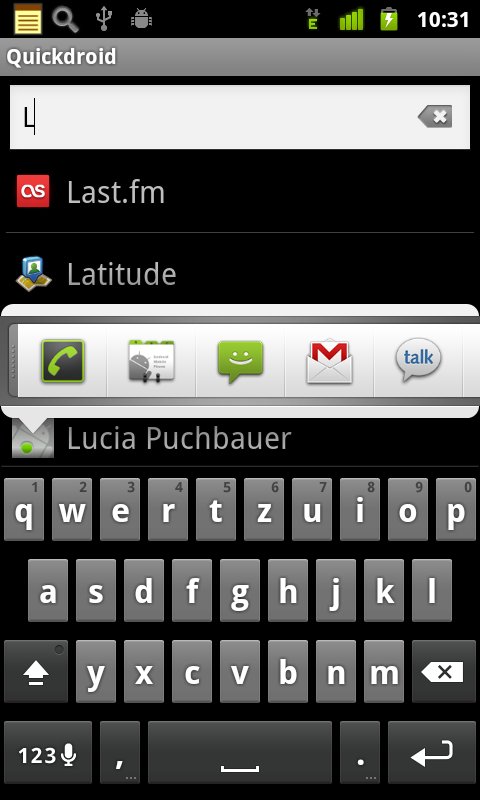 E
10:31
Quickdroid
L
Last.fm
Latitude
talk
Lucia Puchbauer
1 2 3 4 5 6 7 8 9 0
q w e r t z u i o p
a s d f g h j k l
y x c v b n m
123 , ... . ...